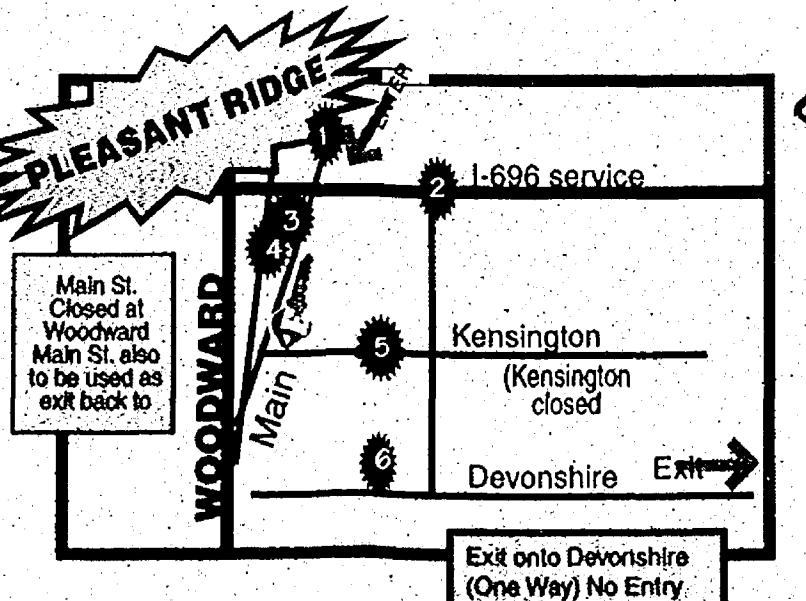 PLEASANT RIDGE
ENTER
1
2
I-696 service
3
4
Main St.
Closed at
Woodward
Main St. also
to be used as
exit back to
WOODWARD
Main
5
Kensington
(Kensington
closed
6
Devonshire
Exit
Exit onto Devonshire
(One Way) No Entry